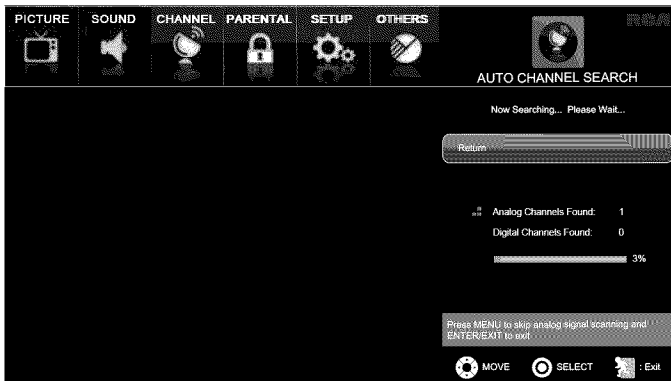 PICTURE SOUND CHANNEL PARENTAL SETUP OTHERS
RCA
AUTO CHANNEL SEARCH
Now Searching... Please Wait...
Return
Analog Channels Found: 1
Digital Channels Found: 0
3%
Press MENU to skip analog signal scanning and
ENTER/EXIT to exit
MOVE SELECT : Exit